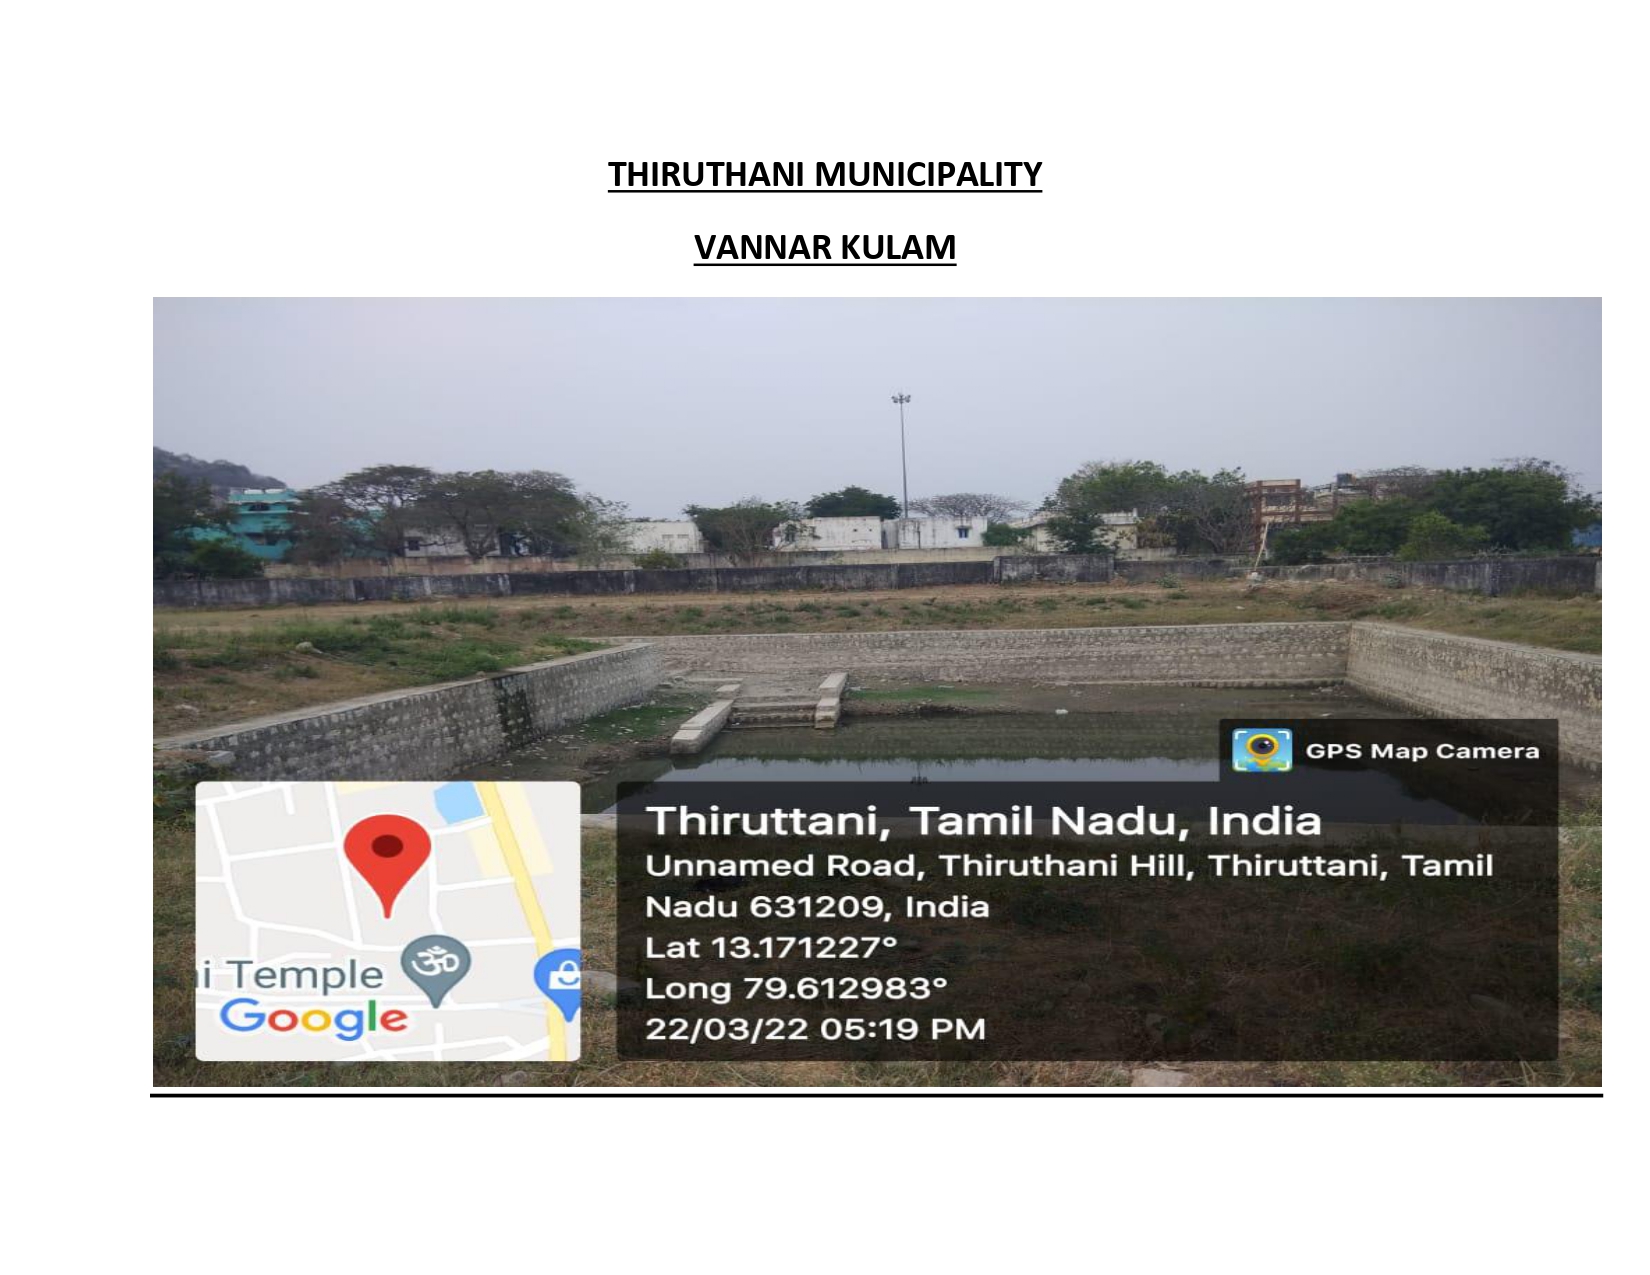 THIRUTHANI MUNICIPALITY
VANNAR KULAM
GPS Map Camera
Thiruttani, Tamil Nadu, India
Unnamed Road, Thiruthani Hill, Thiruttani, Tamil
Nadu 631209, India
Lat 13.171227°
Long 79.612983°
22/03/22 05:19 PM
i Temple
ॐ
Google